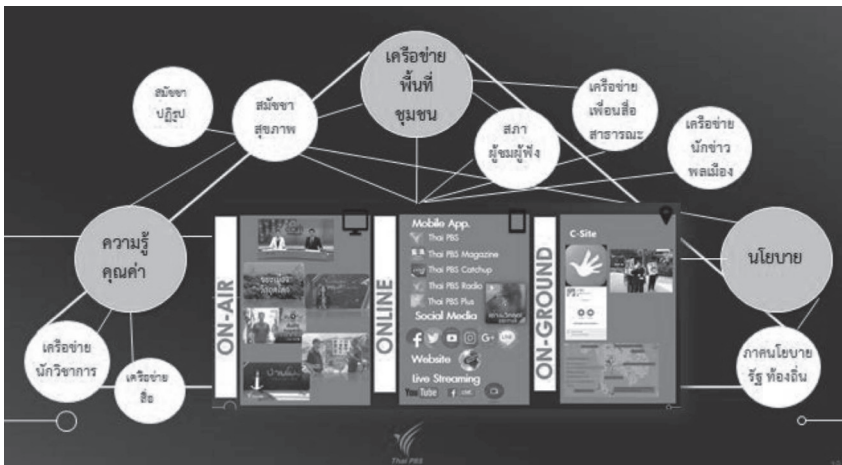 เครือข่าย
พื้นที่
ชุมชน
สมัชชา
ปฏิรูป
สมัชชา
สุขภาพ
สภา
ผู้ชมผู้ฟัง
เครือข่าย
เพื่อนสื่อ
สาธารณะ
เครือข่าย
นักข่าว
พลเมือง
ความรู้
คุณค่า
นโยบาย
เครือข่าย
นักวิชาการ
เครือข่าย
สื่อ
ภาคนโยบาย
รัฐ ท้องถิ่น
ON-AIR
ONLINE
Mobile App.
Thai PBS
Thai PBS Magazine
Thai PBS Catchup
Thai PBS Radio
Thai PBS Plus
Social Media
G+ LINE
Website
Live Streaming
YouTube
ON-GROUND
C-Site
Thai PBS